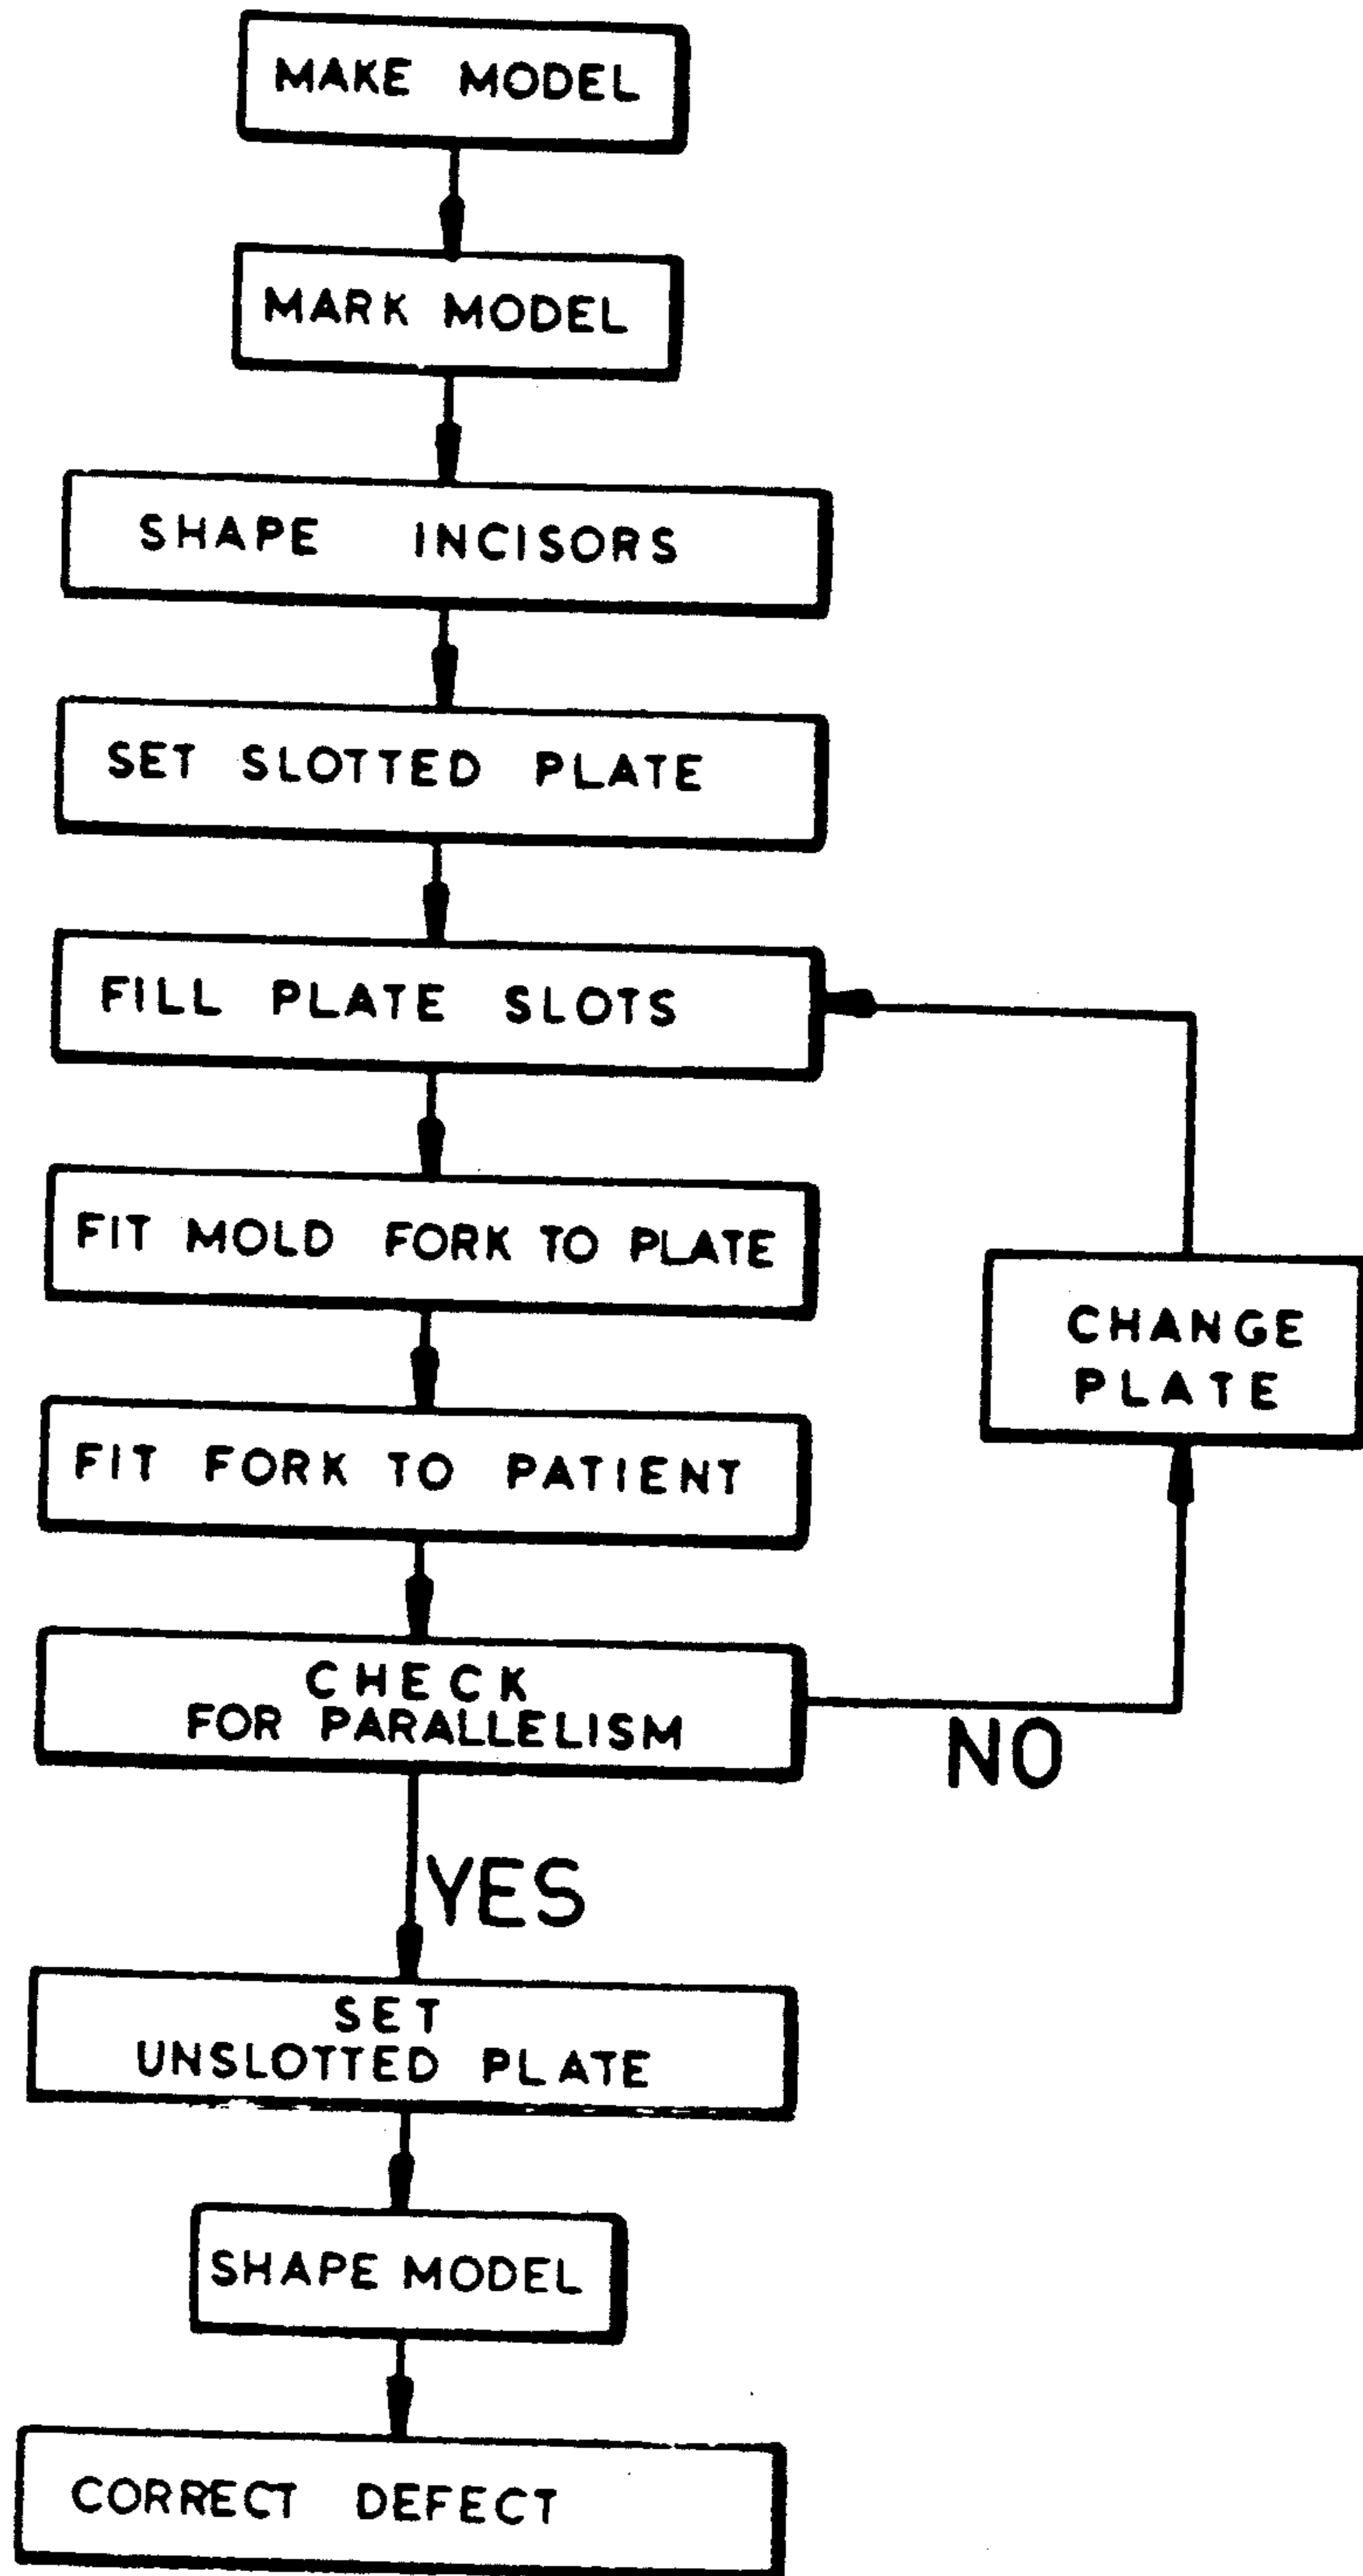 MAKE MODEL
MARK MODEL
SHAPE INCISORS
SET SLOTTED PLATE
FILL PLATE SLOTS
FIT MOLD FORK TO PLATE
CHANGE
PLATE
FIT FORK TO PATIENT
CHECK
FOR PARALLELISM
NO
YES
SET
UNSLOTTED PLATE
SHAPE MODEL
CORRECT DEFECT